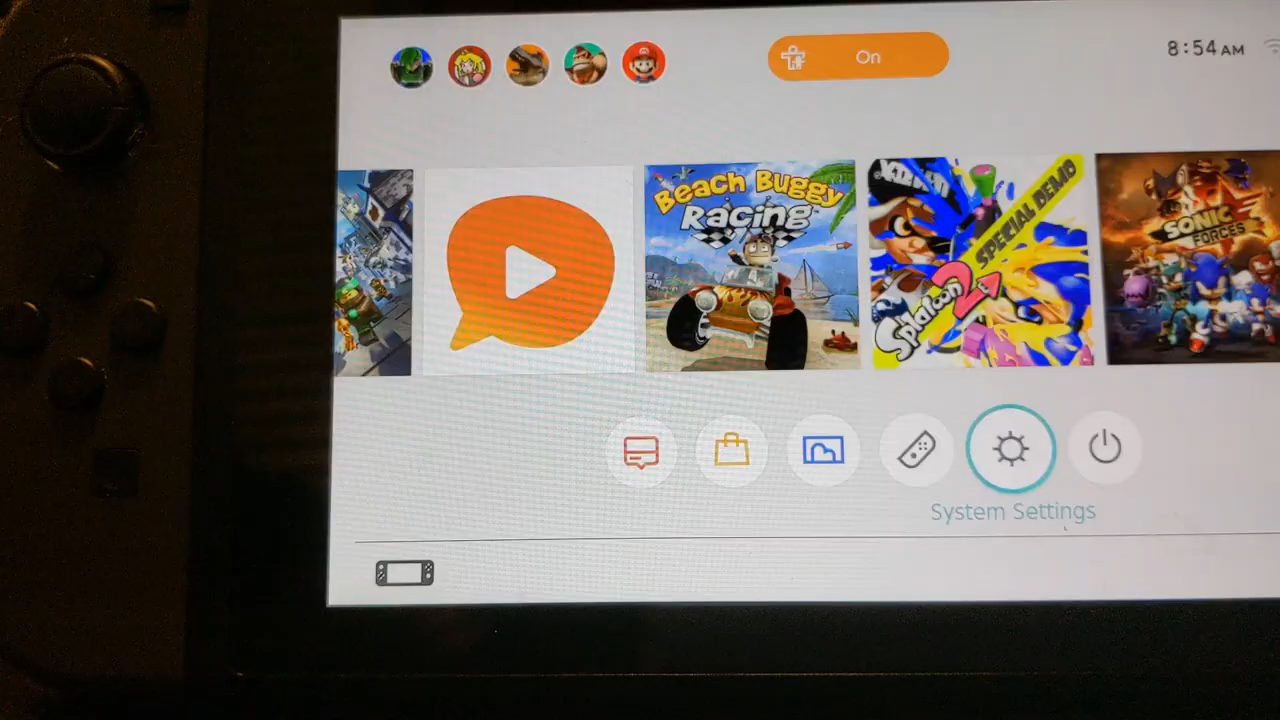 On
8:54 AM
Beach Buggy
Racing
SPECIAL DEMO
Splatoon 2
SONIC
FORCES
System Settings